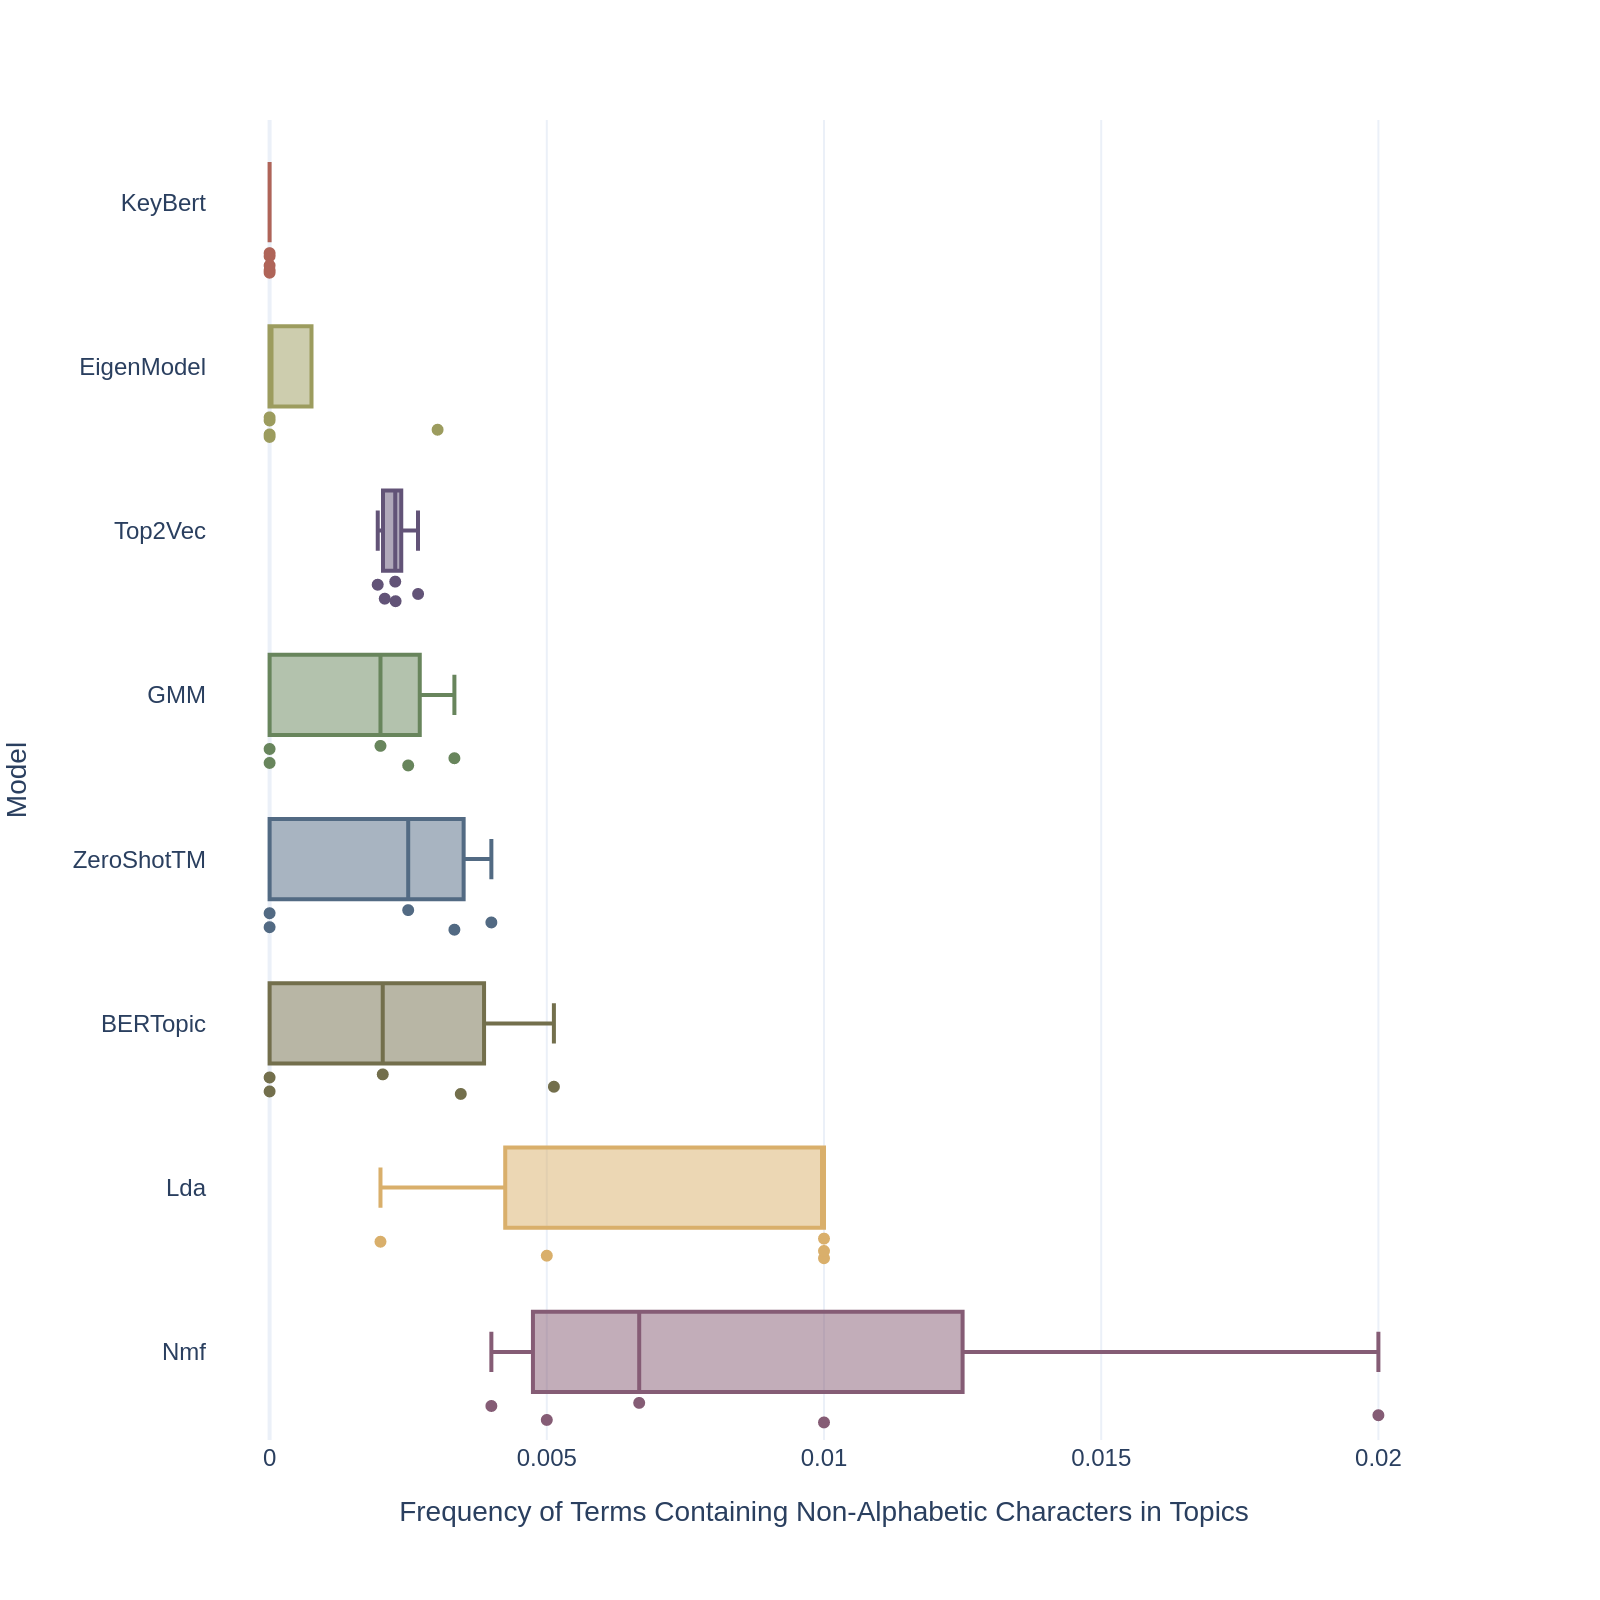 KeyBert
EigenModel
Top2Vec
GMM
ZeroShotTM
BERTopic
Lda
Nmf
Model
0 0.005 0.01 0.015 0.02
Frequency of Terms Containing Non-Alphabetic Characters in Topics